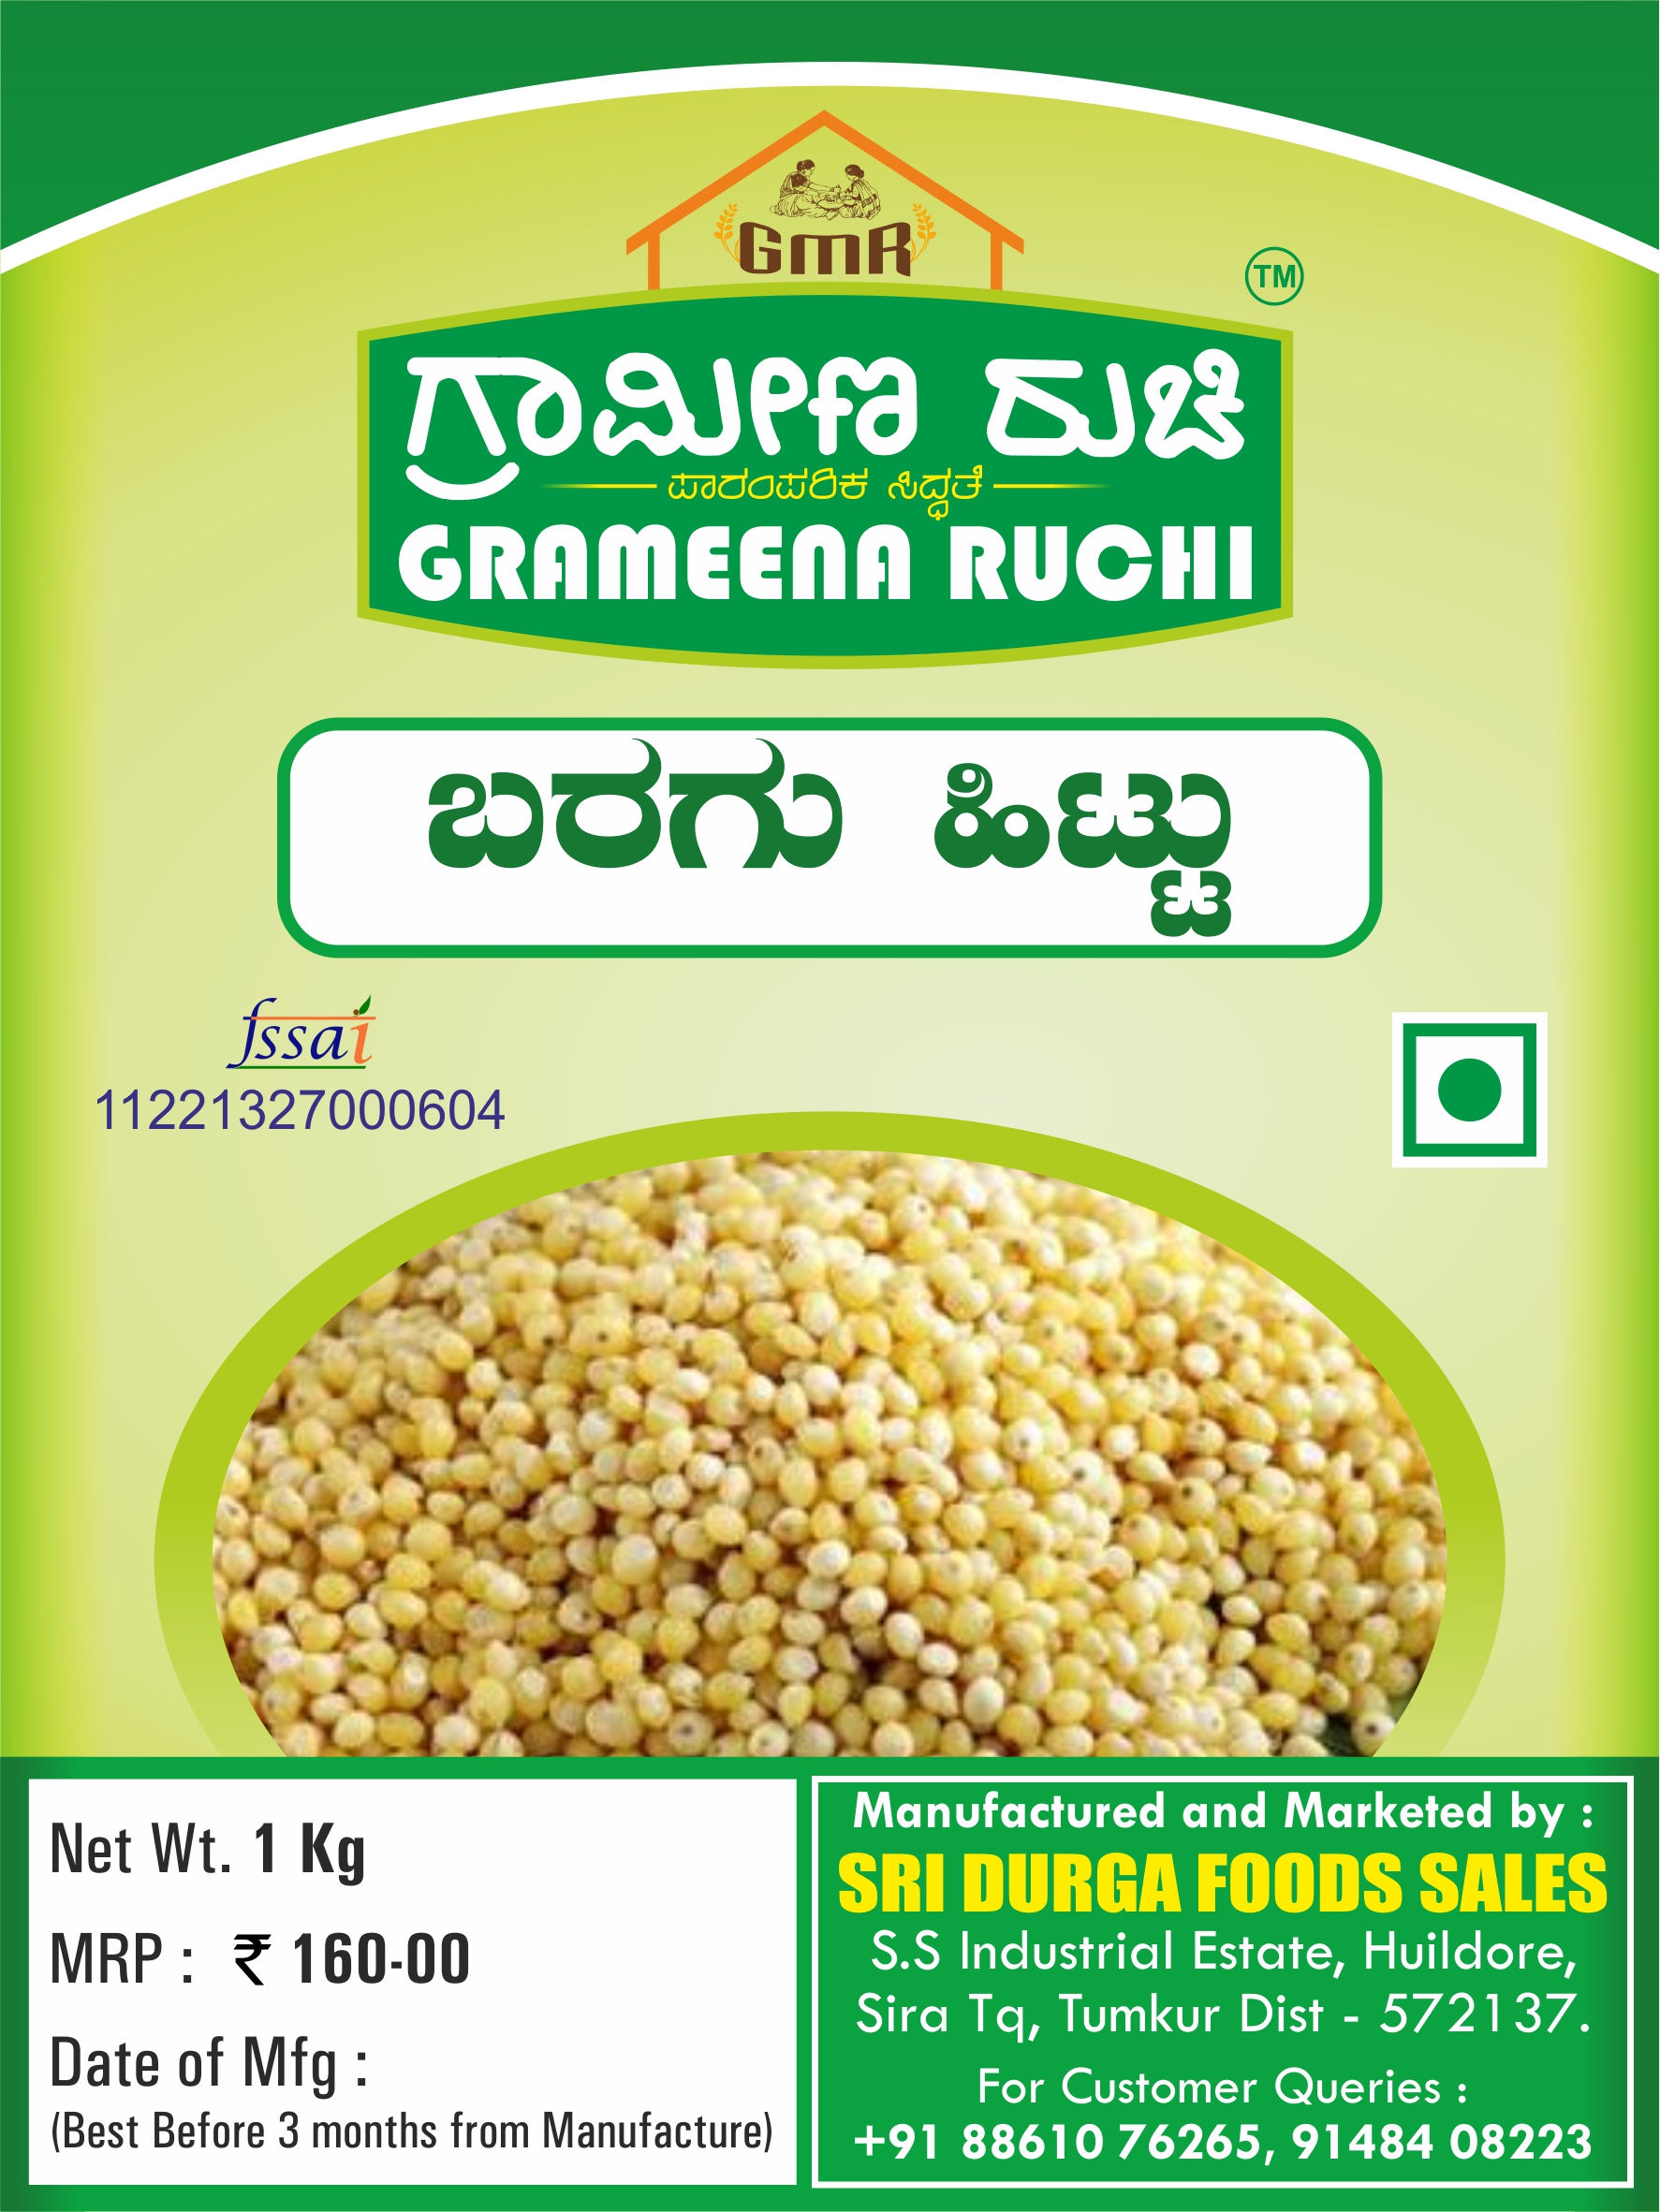 GMR
TM
ಗ್ರಾಮೀಣ ರುಚಿ
ಪಾರಂಪರಿಕ ಸಿದ್ಧತೆ
GRAMEENA RUCHI
ಬರಗು ಹಿಟ್ಟು
fssai
11221327000604
Net Wt. 1 Kg
MRP : ₹ 160-00
Date of Mfg :
(Best Before 3 months from Manufacture)
Manufactured and Marketed by :
SRI DURGA FOODS SALES
S.S Industrial Estate, Huildore,
Sira Tq, Tumkur Dist - 572137.
For Customer Queries :
+91 88610 76265, 91484 08223